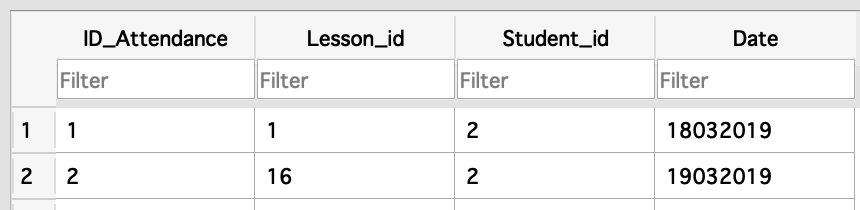 ID_Attendance Lesson_id Student_id Date
Filter Filter Filter Filter
1 1 1 2 18032019
2 2 16 2 19032019